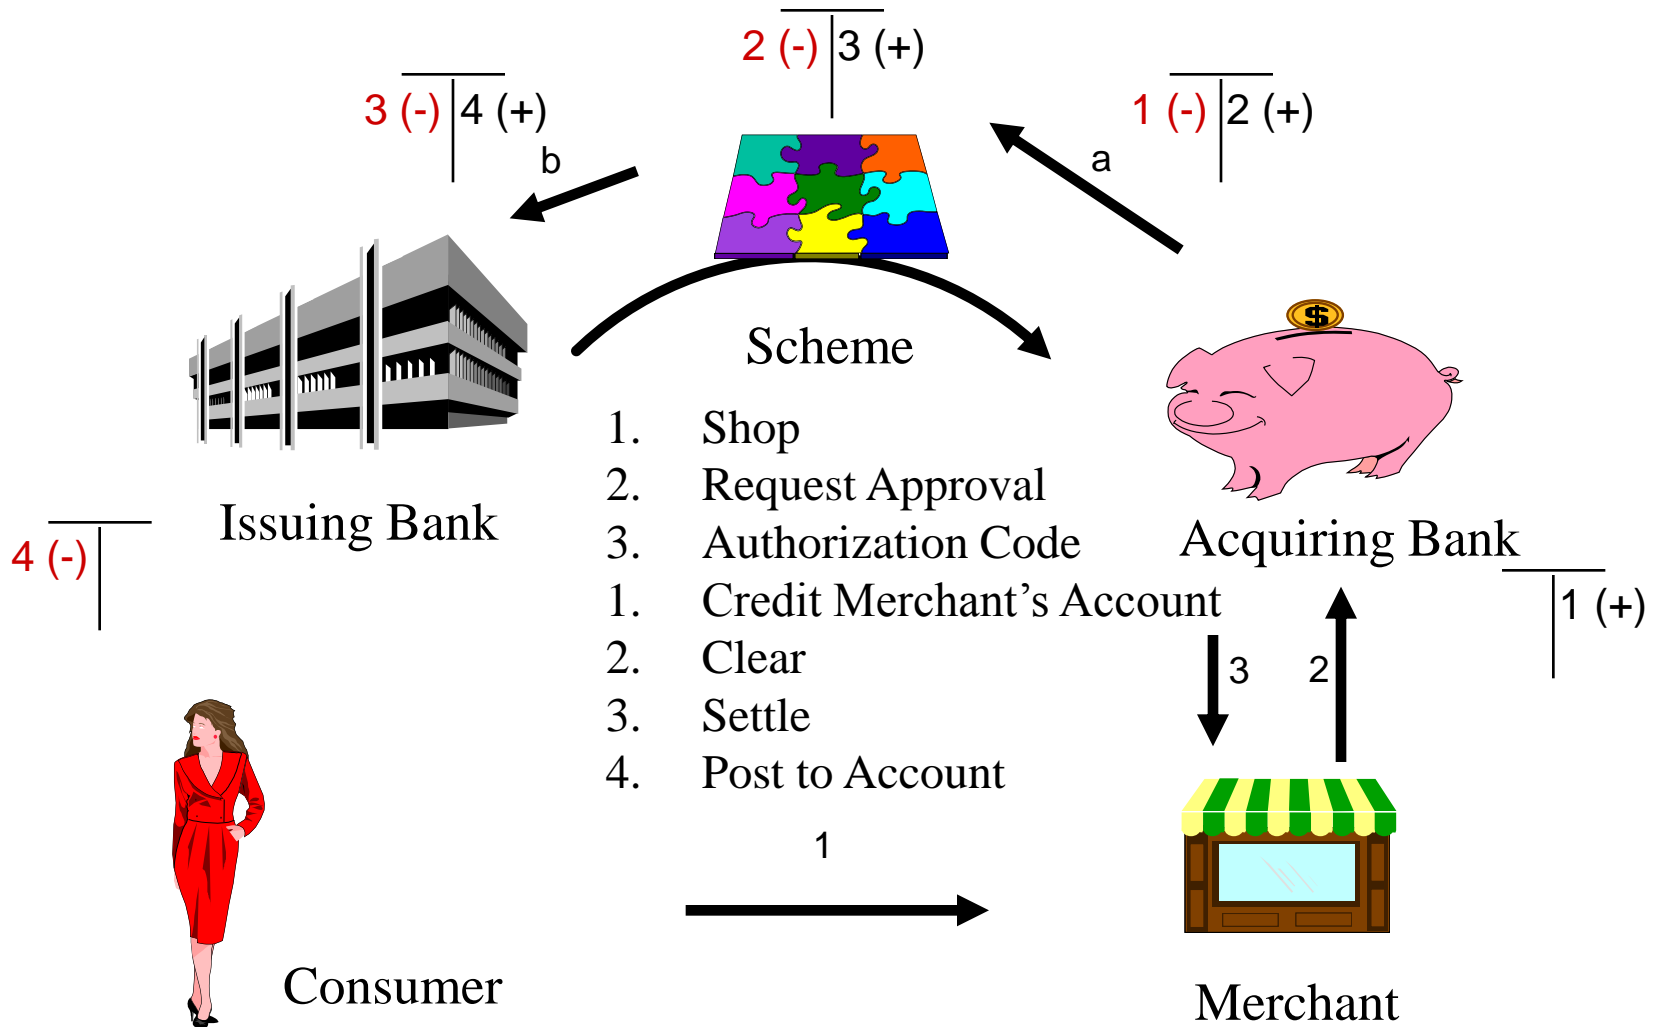 2 (-) 3 (+)
3 (-) 4 (+)
1 (-) 2 (+)
b
a
$
Scheme
1. Shop
2. Request Approval
3. Authorization Code
1. Credit Merchant's Account
2. Clear
3. Settle
4. Post to Account
Issuing Bank
Acquiring Bank
4 (-)
1 (+)
3
2
1
Consumer
Merchant